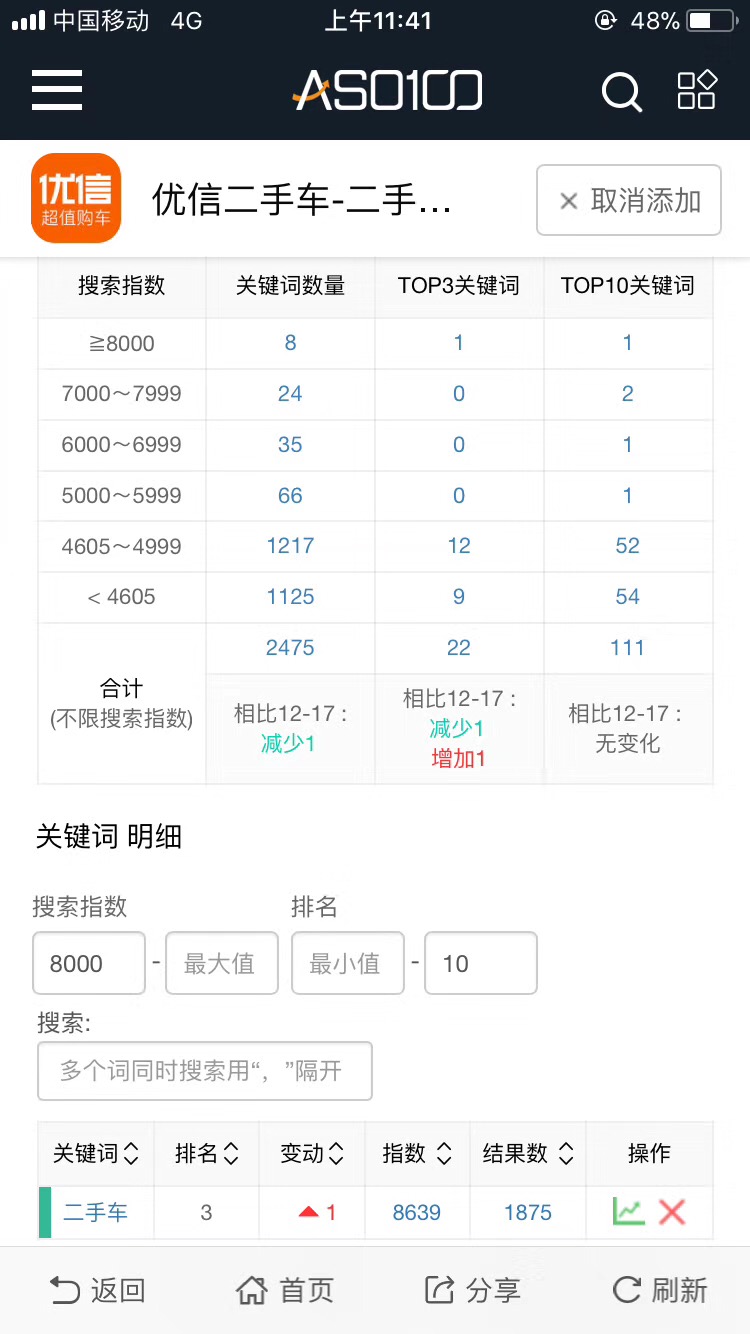 中国移动 4G 上午11:41 48%
ASO100
优信
超值购车
优信二手车-二手... × 取消添加
搜索指数 关键词数量 TOP3关键词 TOP10关键词
≧8000 8 1 1
7000～7999 24 0 2
6000～6999 35 0 1
5000～5999 66 0 1
4605～4999 1217 12 52
< 4605 1125 9 54
合计
(不限搜索指数)
2475 22 111
相比12-17：
减少1
相比12-17：
减少1
增加1
相比12-17：
无变化
关键词 明细
搜索指数 排名
8000 - 最大值 最小值 - 10
搜索:
多个词同时搜索用“，”隔开
关键词 排名 变动 指数 结果数 操作
二手车 3 1 8639 1875
返回 首页 分享 刷新